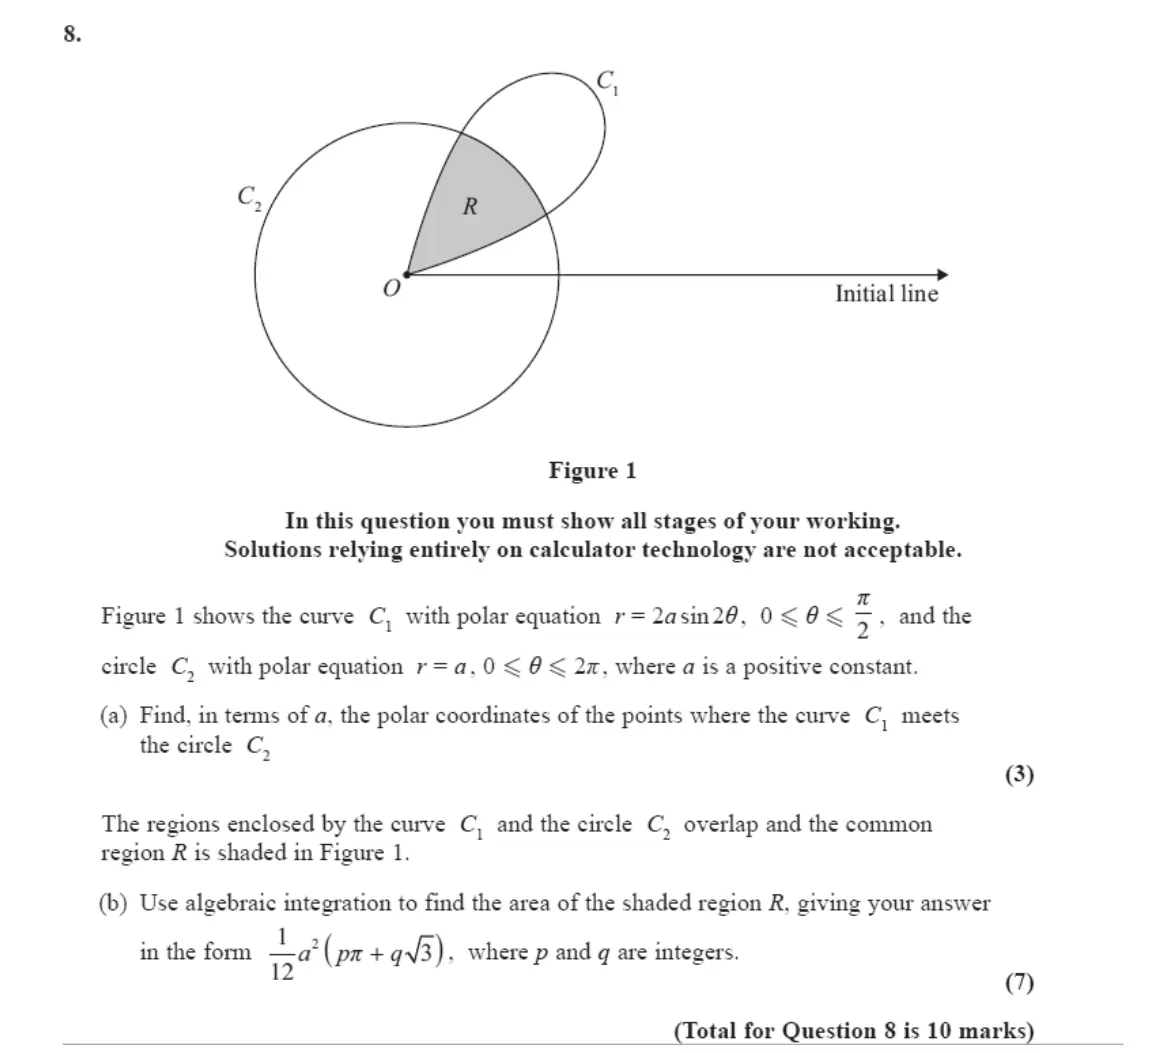 8.
C₁
C₂
R
O
Initial line
Figure 1
In this question you must show all stages of your working.
Solutions relying entirely on calculator technology are not acceptable.
Figure 1 shows the curve C₁ with polar equation r = 2a sin 2θ, 0 ⩽ θ ⩽ π/2, and the
circle C₂ with polar equation r = a, 0 ⩽ θ ⩽ 2π, where a is a positive constant.
(a) Find, in terms of a, the polar coordinates of the points where the curve C₁ meets
the circle C₂
(3)
The regions enclosed by the curve C₁ and the circle C₂ overlap and the common
region R is shaded in Figure 1.
(b) Use algebraic integration to find the area of the shaded region R, giving your answer
in the form 1/12 a²(pπ + q√3), where p and q are integers.
(7)
(Total for Question 8 is 10 marks)